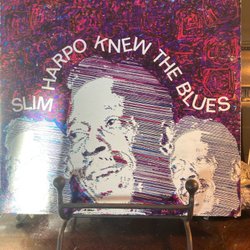 SLIM HARPO KNEW THE BLUES